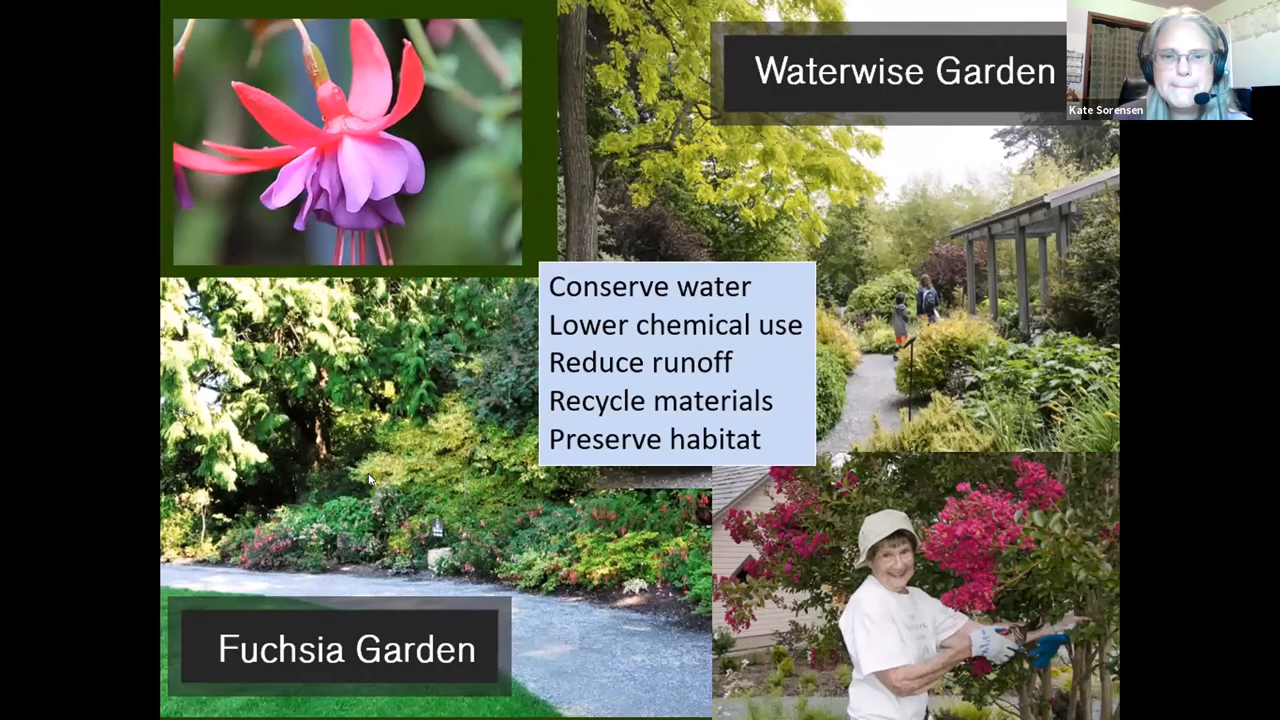 Waterwise Garden
Kate Sorensen
Conserve water
Lower chemical use
Reduce runoff
Recycle materials
Preserve habitat
Fuchsia Garden